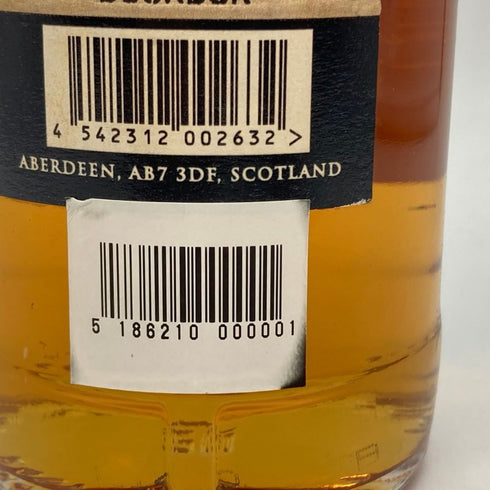 4 542312 002632 >
ABERDEEN, AB7 3DF, SCOTLAND
5 186210 000001